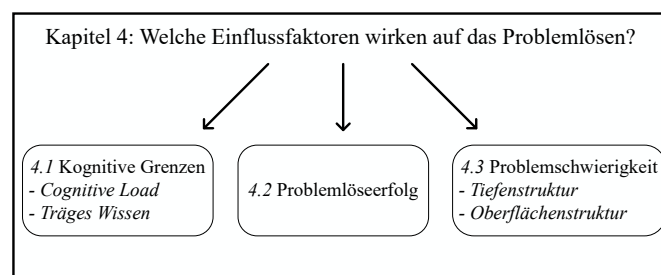 Kapitel 4: Welche Einflussfaktoren wirken auf das Problemlösen?
4.1 Kognitive Grenzen
- Cognitive Load
- Träges Wissen
4.2 Problemlöseerfolg
4.3 Problemschwierigkeit
- Tiefenstruktur
- Oberflächenstruktur